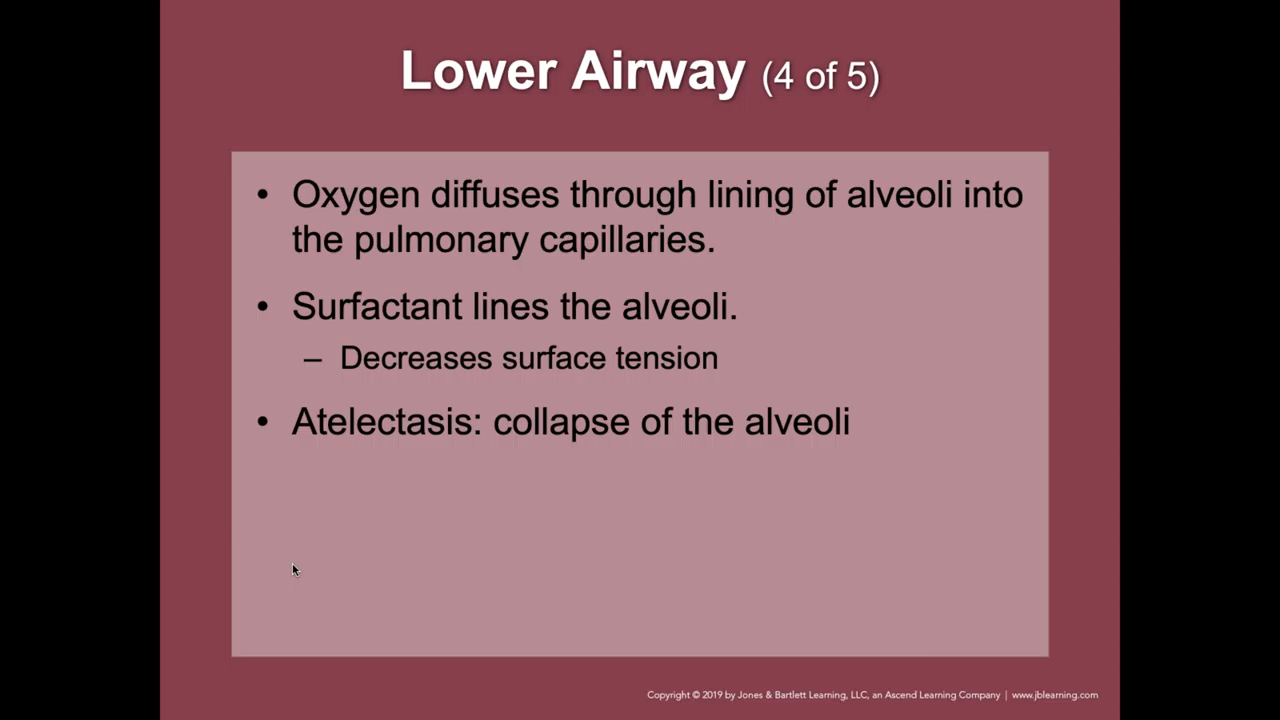 Lower Airway (4 of 5)
• Oxygen diffuses through lining of alveoli into
the pulmonary capillaries.
• Surfactant lines the alveoli.
– Decreases surface tension
• Atelectasis: collapse of the alveoli
Copyright © 2019 by Jones & Bartlett Learning, LLC, an Ascend Learning Company | www.jblearning.com